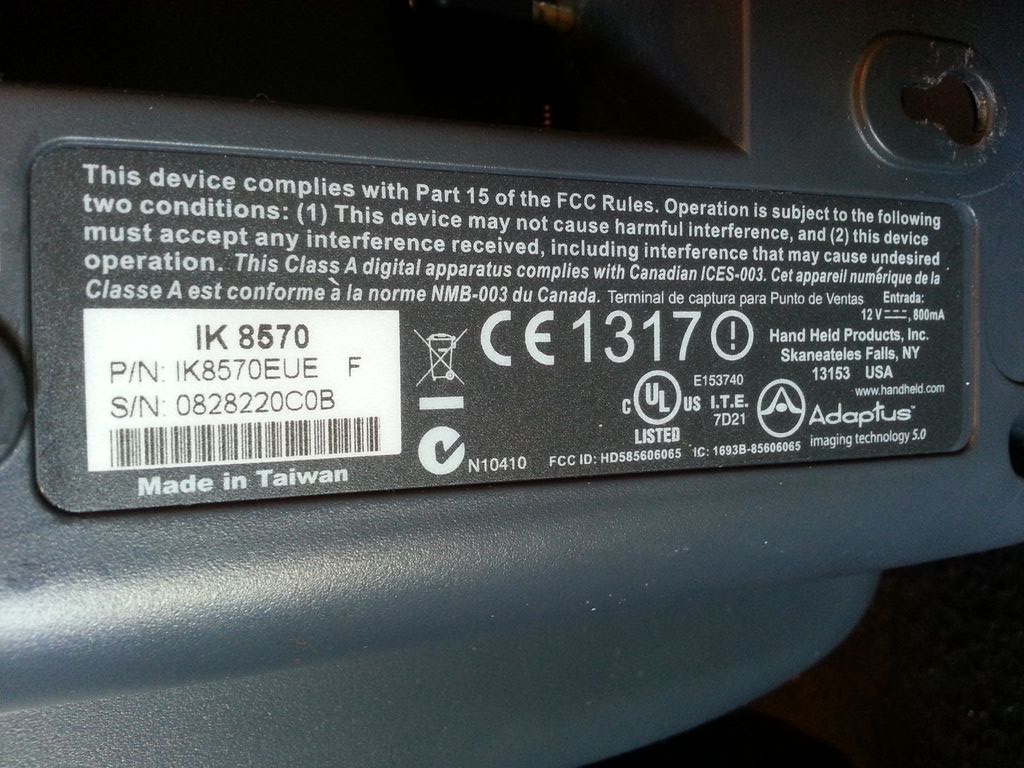 This device complies with Part 15 of the FCC Rules. Operation is subject to the following
two conditions: (1) This device may not cause harmful interference, and (2) this device
must accept any interference received, including interference that may cause undesired
operation. This Class A digital apparatus complies with Canadian ICES-003. Cet appareil numérique de la
Classe A est conforme à la norme NMB-003 du Canada. Terminal de captura para Punto de Ventas Entrada:
12 V⎓, 800mA
IK 8570
P/N: IK8570EUE F
S/N: 0828220C0B
Made in Taiwan
CE 1317 !
Hand Held Products, Inc.
Skaneateles Falls, NY
13153 USA
www.handheld.com
C UL US
LISTED
E153740
I.T.E.
7D21
Adaptus™
imaging technology 5.0
N10410 FCC ID: HD585606065 IC: 1693B-85606065